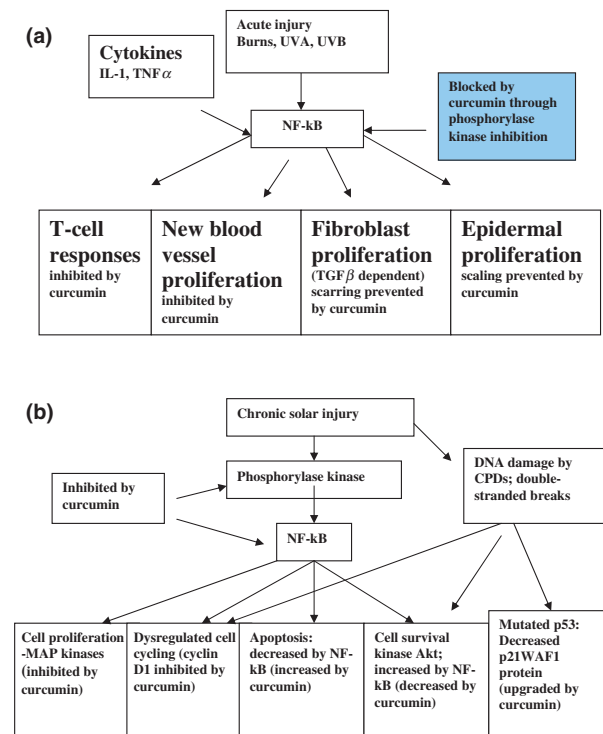 (a)
Acute injury
Burns, UVA, UVB
Cytokines
IL-1, TNFα
NF-kB
Blocked by
curcumin through
phosphorylase
kinase inhibition
T-cell
responses
inhibited by
curcumin
New blood
vessel
proliferation
inhibited by
curcumin
Fibroblast
proliferation
(TGFβ dependent)
scarring prevented
by curcumin
Epidermal
proliferation
scaling prevented by
curcumin
(b)
Chronic solar injury
Phosphorylase kinase
DNA damage by
CPDs; double-
stranded breaks
Inhibited by
curcumin
NF-kB
Cell proliferation
-MAP kinases
(inhibited by
curcumin)
Dysregulated cell
cycling (cyclin
D1 inhibited by
curcumin)
Apoptosis:
decreased by NF-
kB (increased by
curcumin)
Cell survival
kinase Akt;
increased by NF-
kB (decreased by
curcumin)
Mutated p53:
Decreased
p21WAF1
protein
(upgraded by
curcumin)